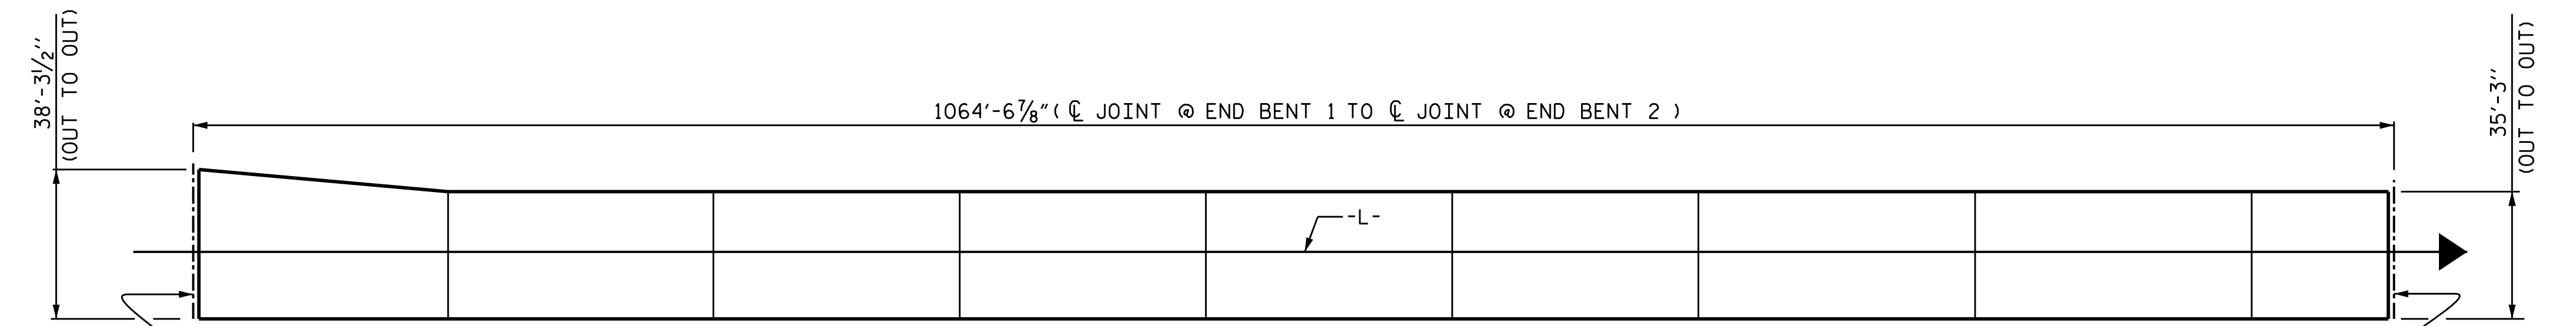 38'-3½"
(OUT TO OUT)
1064'-6⅞"( ℄ JOINT @ END BENT 1 TO ℄ JOINT @ END BENT 2 )
35'-3"
(OUT TO OUT)
-L-